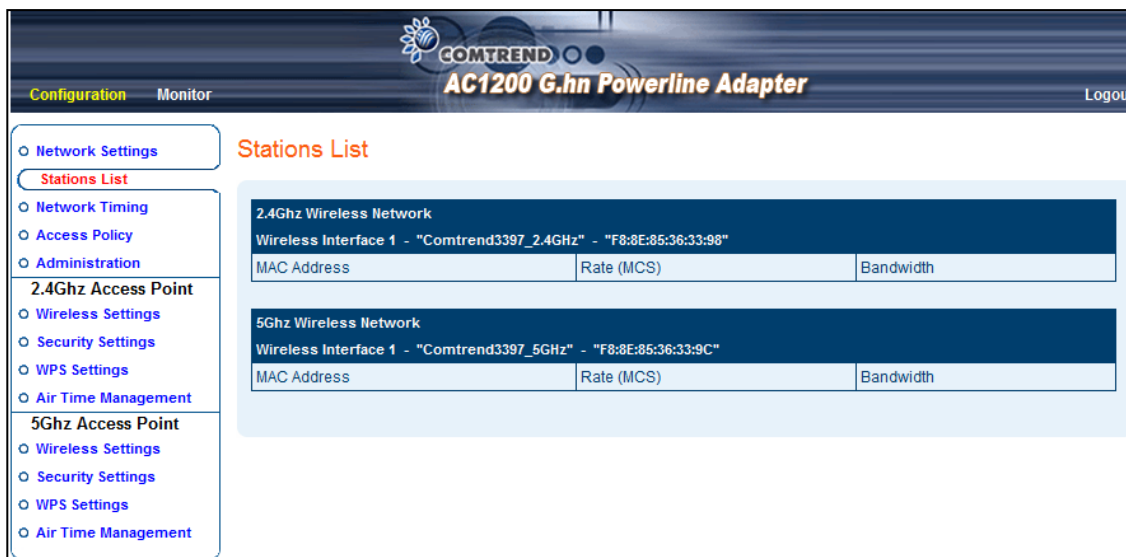 COMTREND
AC1200 G.hn Powerline Adapter
Configuration Monitor
Logou
Network Settings
Stations List
Network Timing
Access Policy
Administration
2.4Ghz Access Point
Wireless Settings
Security Settings
WPS Settings
Air Time Management
5Ghz Access Point
Wireless Settings
Security Settings
WPS Settings
Air Time Management
Stations List
2.4Ghz Wireless Network
Wireless Interface 1 - "Comtrend3397_2.4GHz" - "F8:8E:85:36:33:98"
MAC Address Rate (MCS) Bandwidth
5Ghz Wireless Network
Wireless Interface 1 - "Comtrend3397_5GHz" - "F8:8E:85:36:33:9C"
MAC Address Rate (MCS) Bandwidth